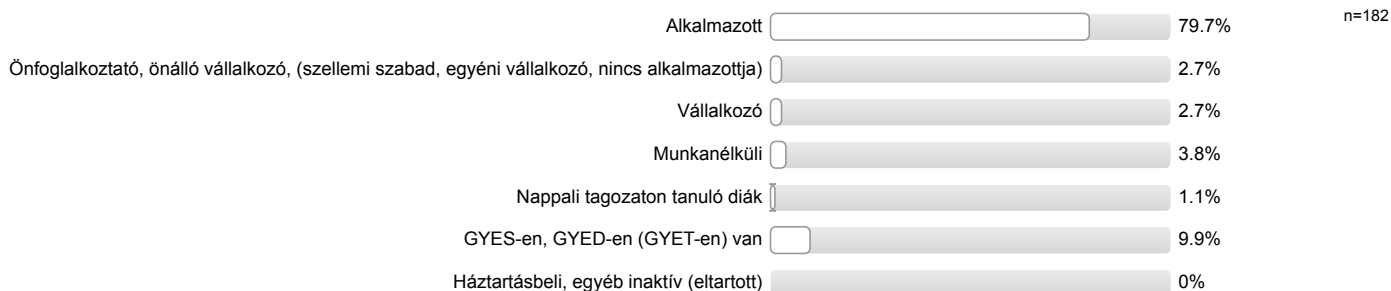 Alkalmazott 79.7% n=182
Önfoglalkoztató, önálló vállalkozó, (szellemi szabad, egyéni vállalkozó, nincs alkalmazottja) 2.7%
Vállalkozó 2.7%
Munkanélküli 3.8%
Nappali tagozaton tanuló diák 1.1%
GYES-en, GYED-en (GYET-en) van 9.9%
Háztartásbeli, egyéb inaktív (eltartott) 0%